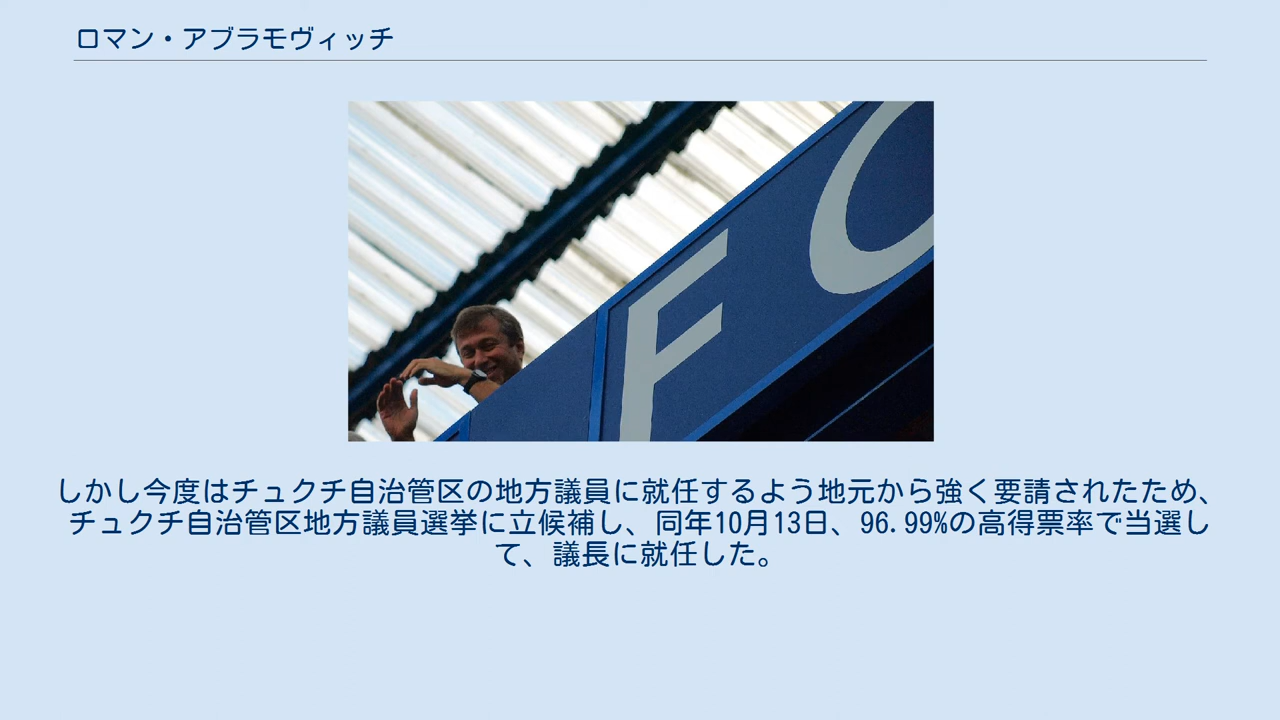 ロマン・アブラモヴィッチ
F C
しかし今度はチュクチ自治管区の地方議員に就任するよう地元から強く要請されたため、
チュクチ自治管区地方議員選挙に立候補し、同年10月13日、96.99%の高得票率で当選し
て、議長に就任した。